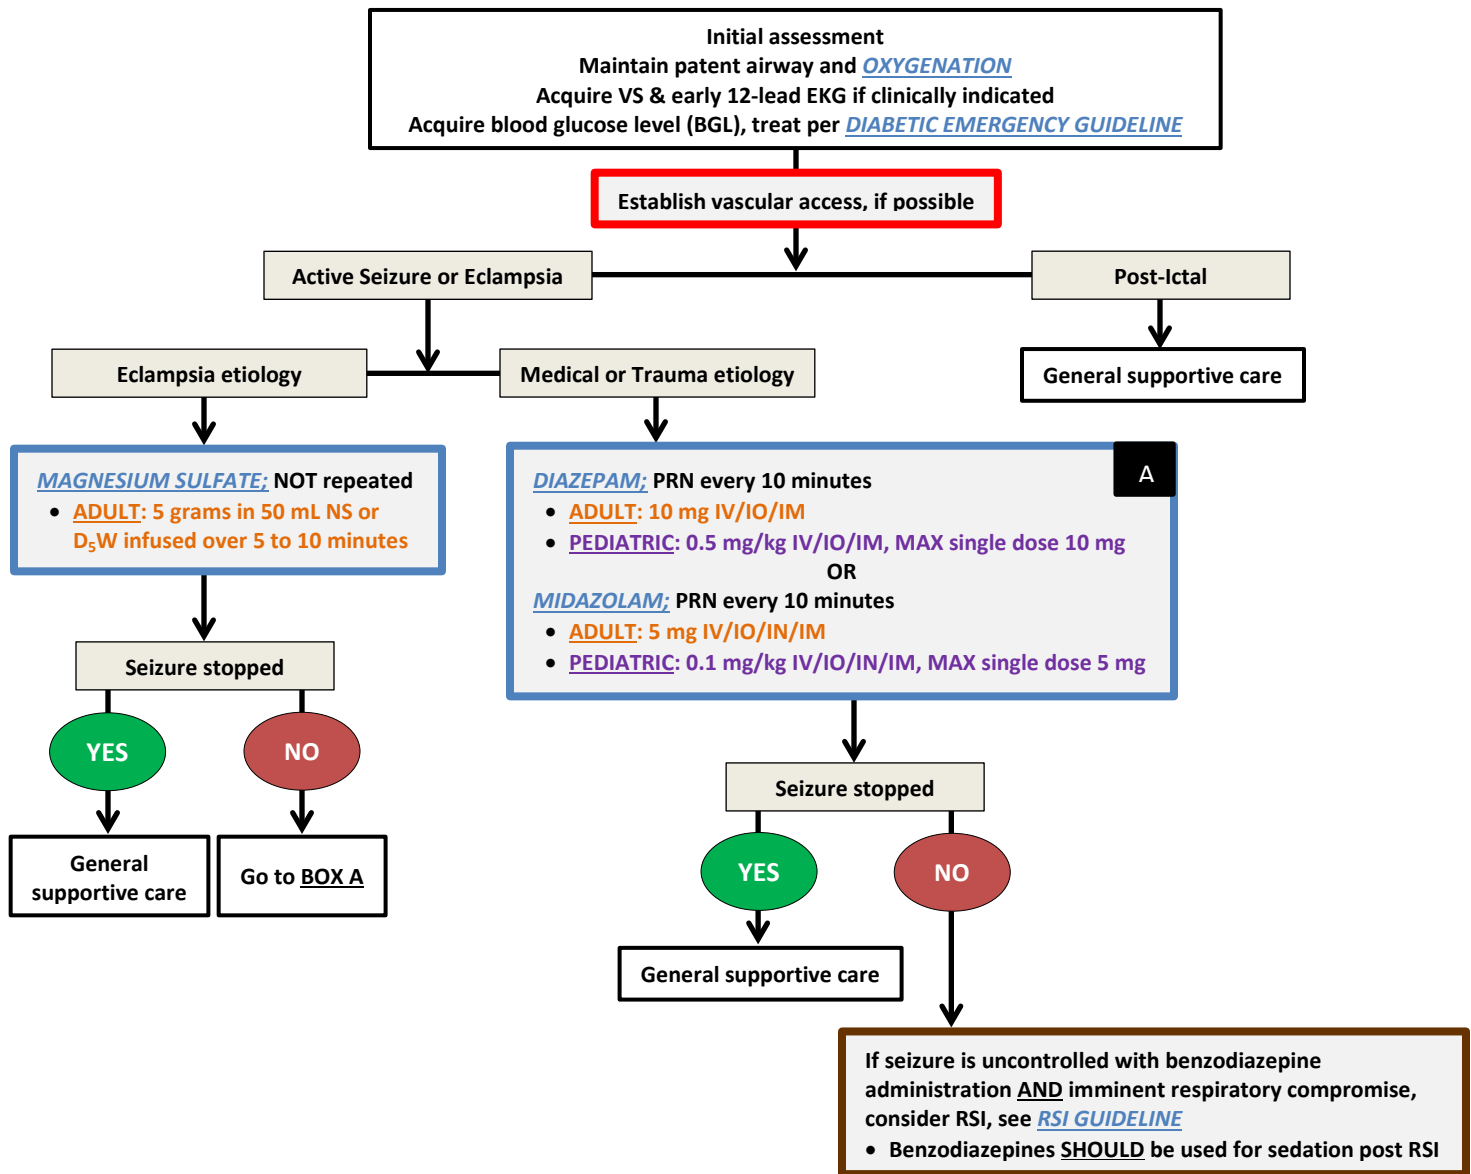 Initial assessment
Maintain patent airway and OXYGENATION
Acquire VS & early 12-lead EKG if clinically indicated
Acquire blood glucose level (BGL), treat per DIABETIC EMERGENCY GUIDELINE
Establish vascular access, if possible
Active Seizure or Eclampsia
Post-Ictal
Eclampsia etiology
Medical or Trauma etiology
General supportive care
MAGNESIUM SULFATE; NOT repeated
• ADULT: 5 grams in 50 mL NS or
D₅W infused over 5 to 10 minutes
A
DIAZEPAM; PRN every 10 minutes
• ADULT: 10 mg IV/IO/IM
• PEDIATRIC: 0.5 mg/kg IV/IO/IM, MAX single dose 10 mg
OR
MIDAZOLAM; PRN every 10 minutes
• ADULT: 5 mg IV/IO/IN/IM
• PEDIATRIC: 0.1 mg/kg IV/IO/IN/IM, MAX single dose 5 mg
Seizure stopped
YES
NO
General
supportive care
Go to BOX A
Seizure stopped
YES
NO
General supportive care
If seizure is uncontrolled with benzodiazepine
administration AND imminent respiratory compromise,
consider RSI, see RSI GUIDELINE
• Benzodiazepines SHOULD be used for sedation post RSI